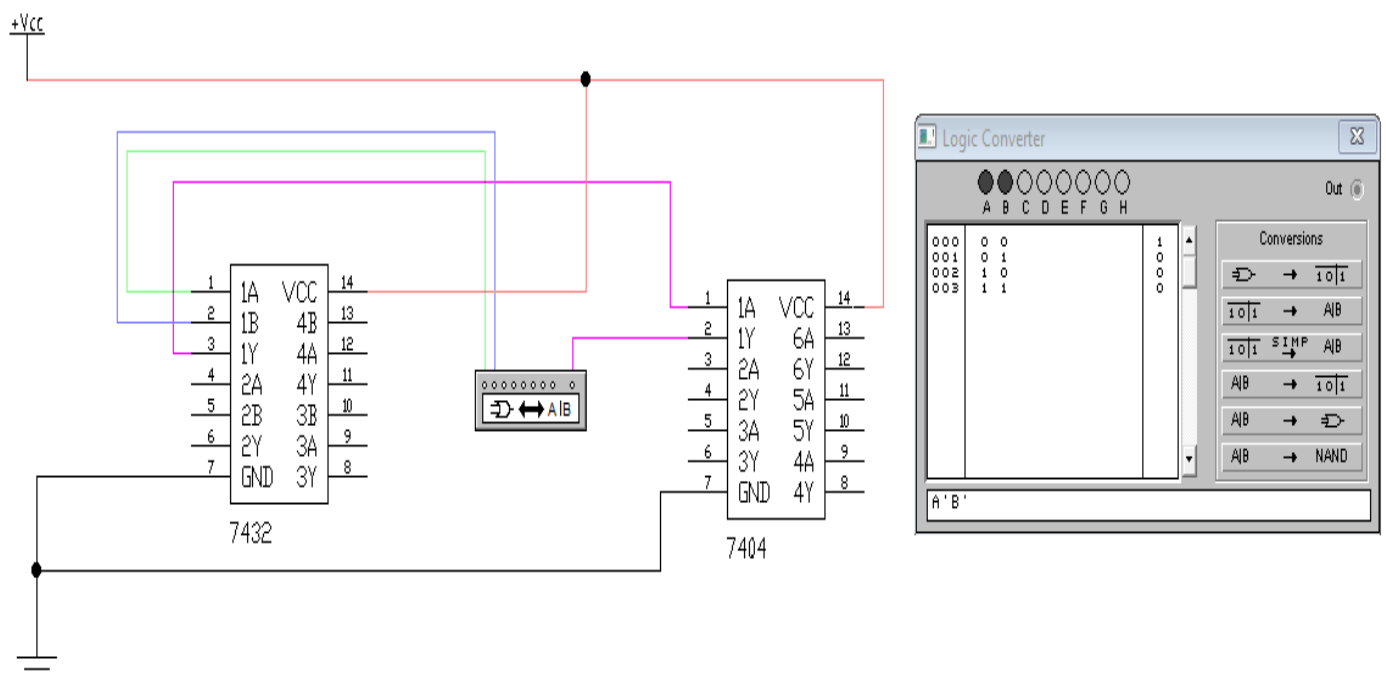 +Vcc
1 1A VCC 14
2 1B 4B 13
3 1Y 4A 12
4 2A 4Y 11
5 2B 3B 10
6 2Y 3A 9
7 GND 3Y 8
7432
A|B
1 1A VCC 14
2 1Y 6A 13
3 2A 6Y 12
4 2Y 5A 11
5 3A 5Y 10
6 3Y 4A 9
7 GND 4Y 8
7404
Logic Converter
Out
A B C D E F G H
000 0 0 1
001 0 1 0
002 1 0 0
003 1 1 0
Conversions
→ 10|1
10|1 → A|B
10|1 SIMP → A|B
A|B → 10|1
A|B →
A|B → NAND
A'B'